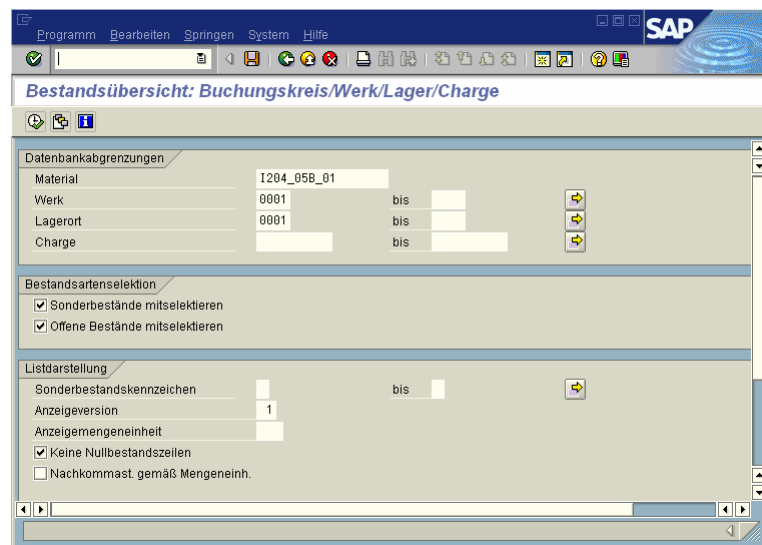 Programm Bearbeiten Springen System Hilfe
SAP
Bestandsübersicht: Buchungskreis/Werk/Lager/Charge
Datenbankabgrenzungen
Material I204_05B_01
Werk 0001 bis
Lagerort 0001 bis
Charge bis
Bestandsartenselektion
Sonderbestände mitselektieren
Offene Bestände mitselektieren
Listdarstellung
Sonderbestandskennzeichen bis
Anzeigeversion 1
Anzeigemengeneinheit
Keine Nullbestandszeilen
Nachkommast. gemäß Mengeneinh.